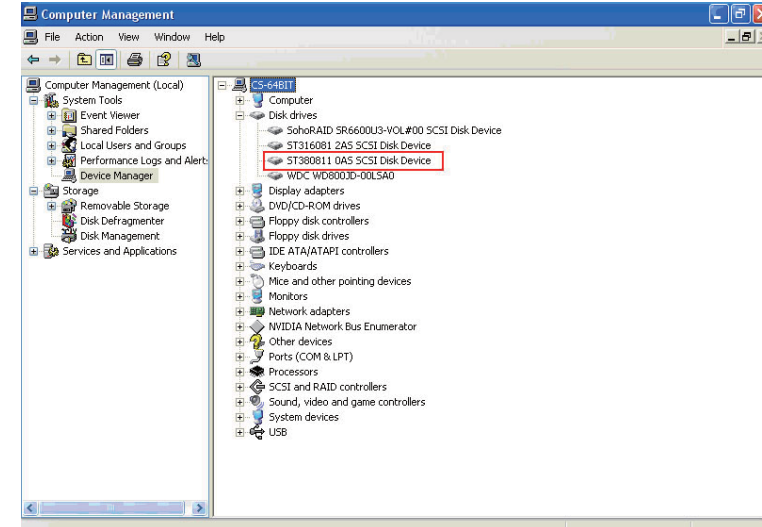 Computer Management
File Action View Window Help
Computer Management (Local)
System Tools
Event Viewer
Shared Folders
Local Users and Groups
Performance Logs and Alert
Device Manager
Storage
Removable Storage
Disk Defragmenter
Disk Management
Services and Applications
CS-64BIT
Computer
Disk drives
SohoRAID SR6600U3-VOL#00 SCSI Disk Device
ST316081 2AS SCSI Disk Device
ST380811 0AS SCSI Disk Device
WDC WD800JD-00LSA0
Display adapters
DVD/CD-ROM drives
Floppy disk controllers
Floppy disk drives
IDE ATA/ATAPI controllers
Keyboards
Mice and other pointing devices
Monitors
Network adapters
NVIDIA Network Bus Enumerator
Other devices
Ports (COM & LPT)
Processors
SCSI and RAID controllers
Sound, video and game controllers
System devices
USB